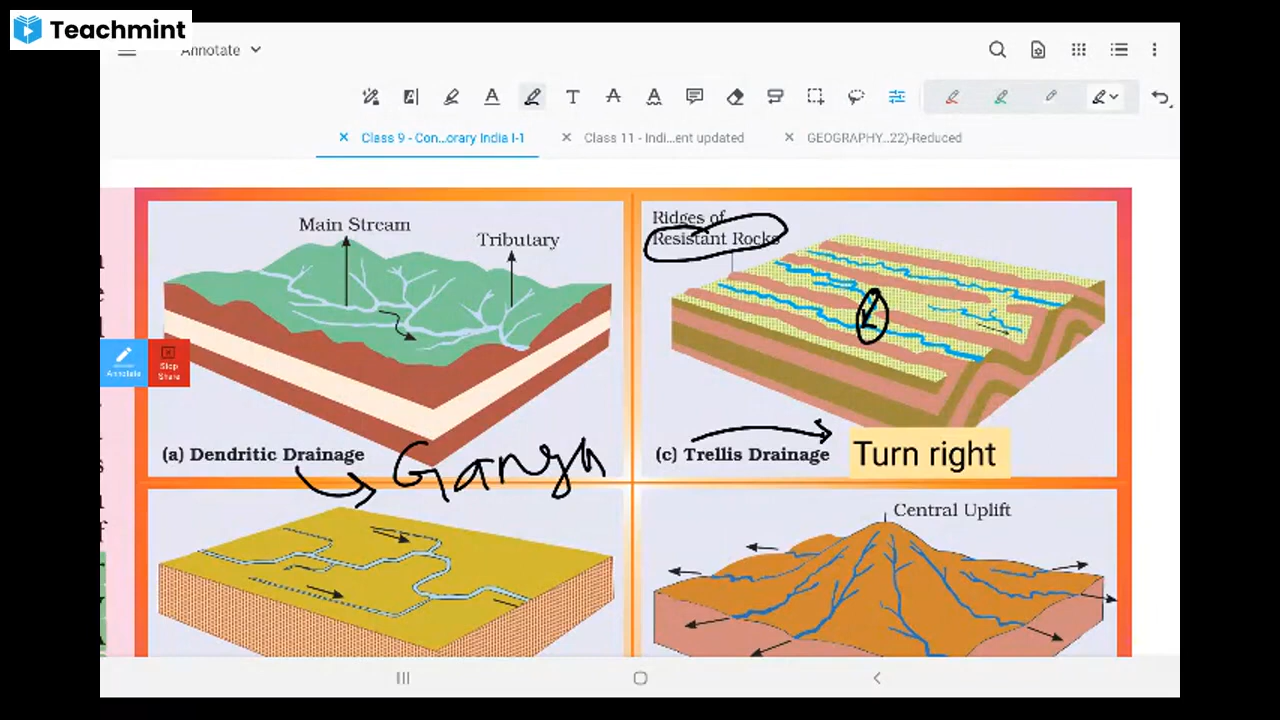 Teachmint
Annotate
Class 9 - Con...orary India I-1
Class 11 - Indi...ent updated
GEOGRAPHY...22)-Reduced
Main Stream
Tributary
(a) Dendritic Drainage
Ganga
Ridges of
Resistant Rocks
(c) Trellis Drainage
Turn right
Annotate
Stop
Share
Central Uplift